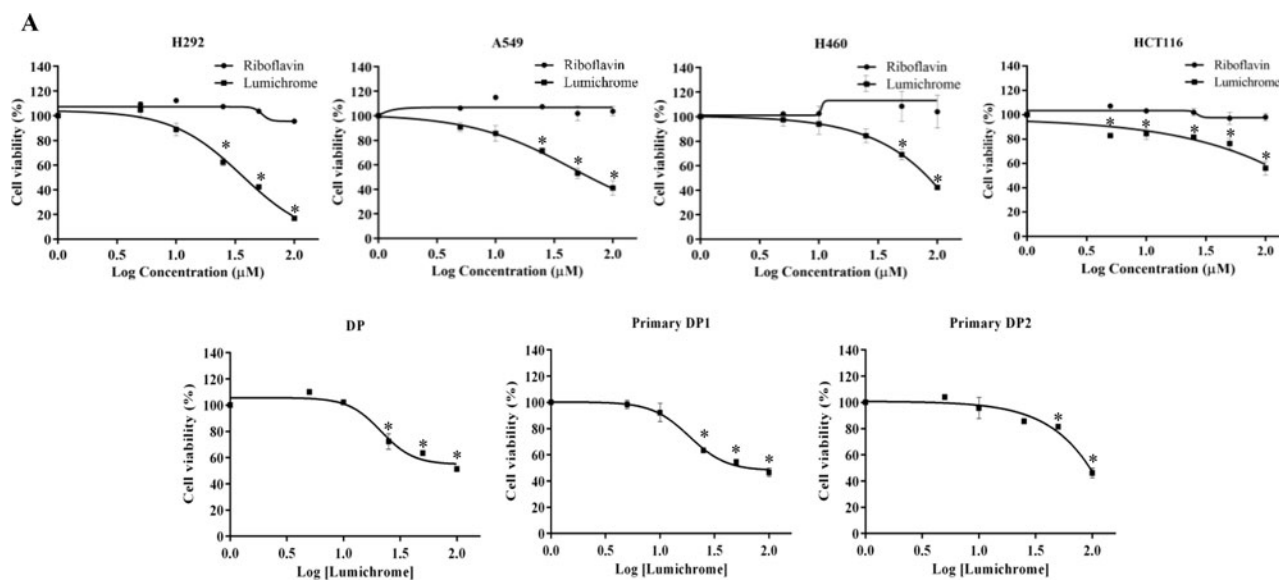 A
H292
Riboflavin
Lumichrome
Cell viability (%)
140
120
100
80
60
40
20
0
*
*
*
0.0 0.5 1.0 1.5 2.0
Log Concentration (μM)
A549
Riboflavin
Lumichrome
Cell viability (%)
140
120
100
80
60
40
20
0
*
*
*
0.0 0.5 1.0 1.5 2.0
Log Concentration (μM)
H460
Riboflavin
Lumichrome
Cell viability (%)
140
120
100
80
60
40
20
0
*
*
0.0 0.5 1.0 1.5 2.0
Log Concentration (μM)
HCT116
Riboflavin
Lumichrome
Cell viability (%)
140
120
100
80
60
40
20
0
* * * *
*
0.0 0.5 1.0 1.5 2.0
Log Concentration (μM)
DP
Cell viability (%)
140
120
100
80
60
40
20
0
*
*
*
0.0 0.5 1.0 1.5 2.0
Log [Lumichrome]
Primary DP1
Cell viability (%)
140
120
100
80
60
40
20
0
*
*
*
0.0 0.5 1.0 1.5 2.0
Log [Lumichrome]
Primary DP2
Cell viability (%)
140
120
100
80
60
40
20
0
*
*
0.0 0.5 1.0 1.5 2.0
Log [Lumichrome]